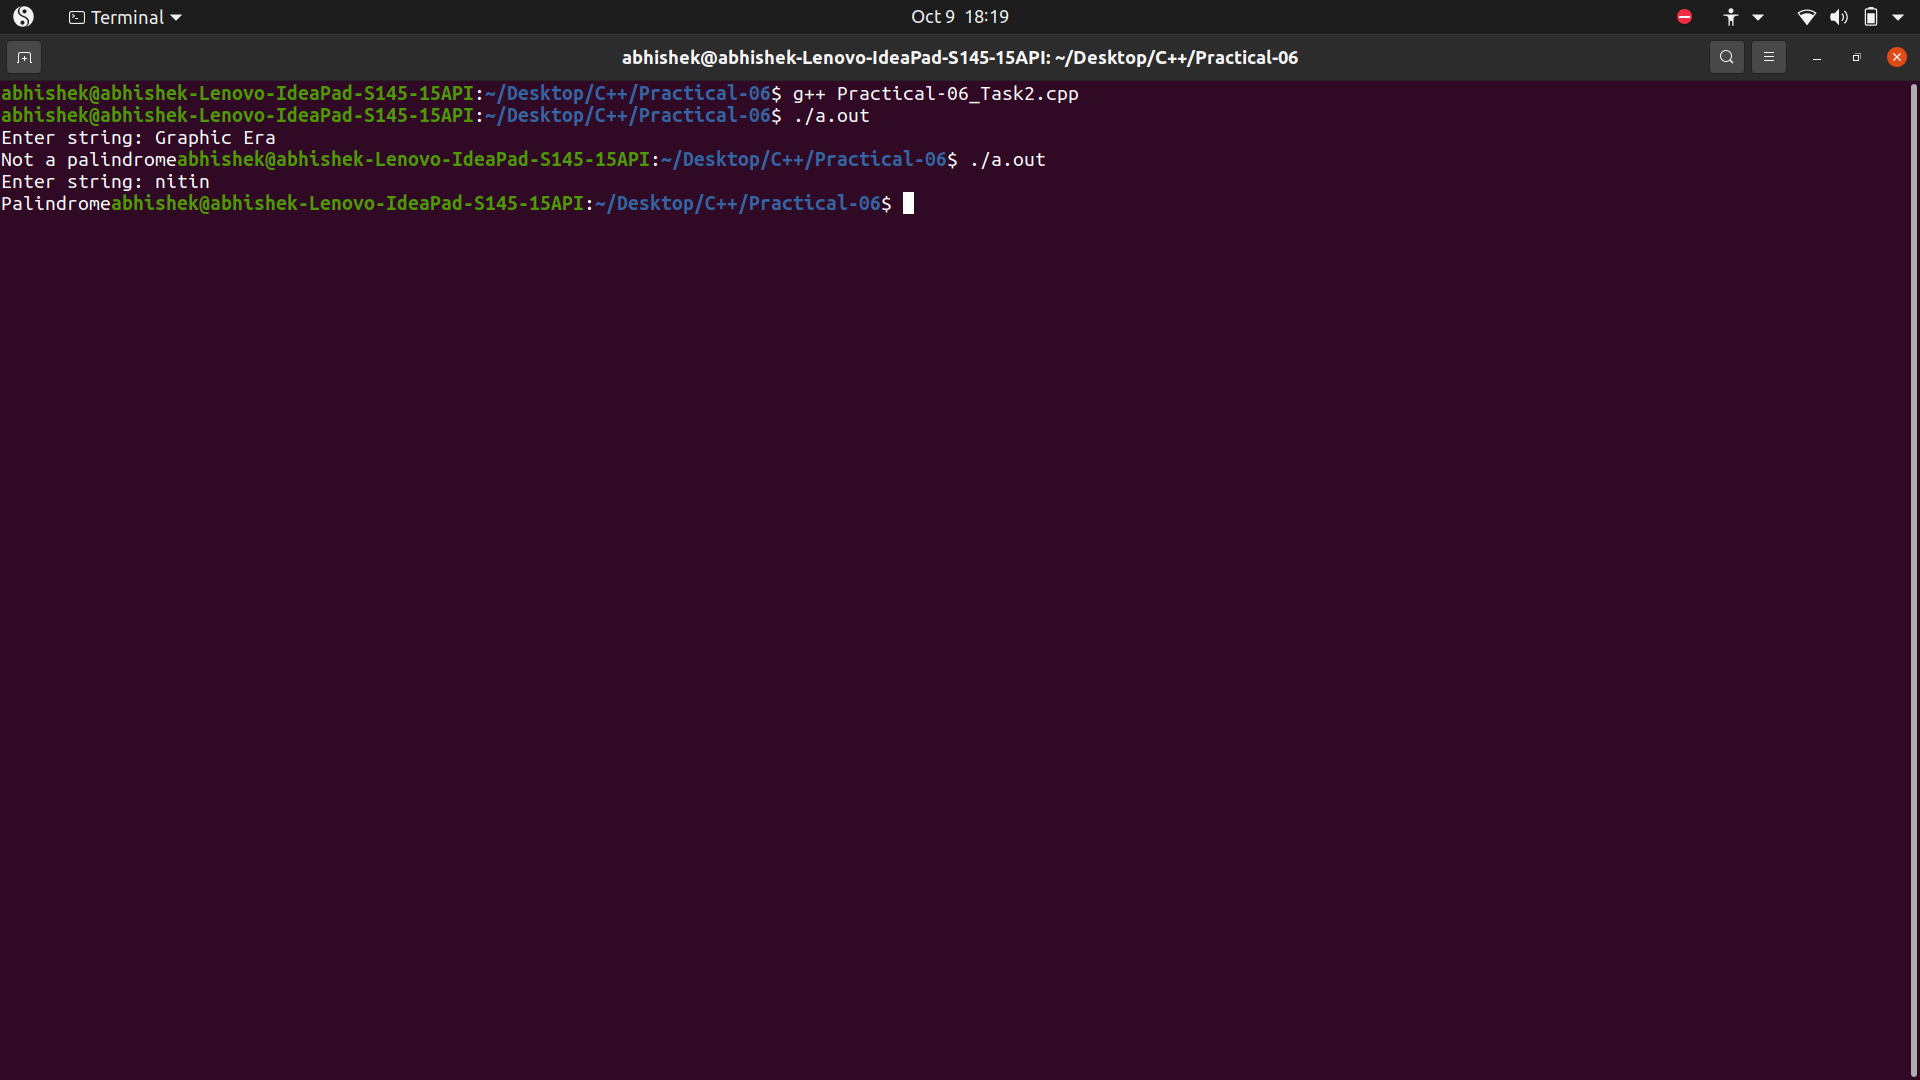 Terminal
Oct 9 18:19
abhishek@abhishek-Lenovo-IdeaPad-S145-15API: ~/Desktop/C++/Practical-06
abhishek@abhishek-Lenovo-IdeaPad-S145-15API:~/Desktop/C++/Practical-06$ g++ Practical-06_Task2.cpp
abhishek@abhishek-Lenovo-IdeaPad-S145-15API:~/Desktop/C++/Practical-06$ ./a.out
Enter string: Graphic Era
Not a palindromeabhishek@abhishek-Lenovo-IdeaPad-S145-15API:~/Desktop/C++/Practical-06$ ./a.out
Enter string: nitin
Palindromeabhishek@abhishek-Lenovo-IdeaPad-S145-15API:~/Desktop/C++/Practical-06$